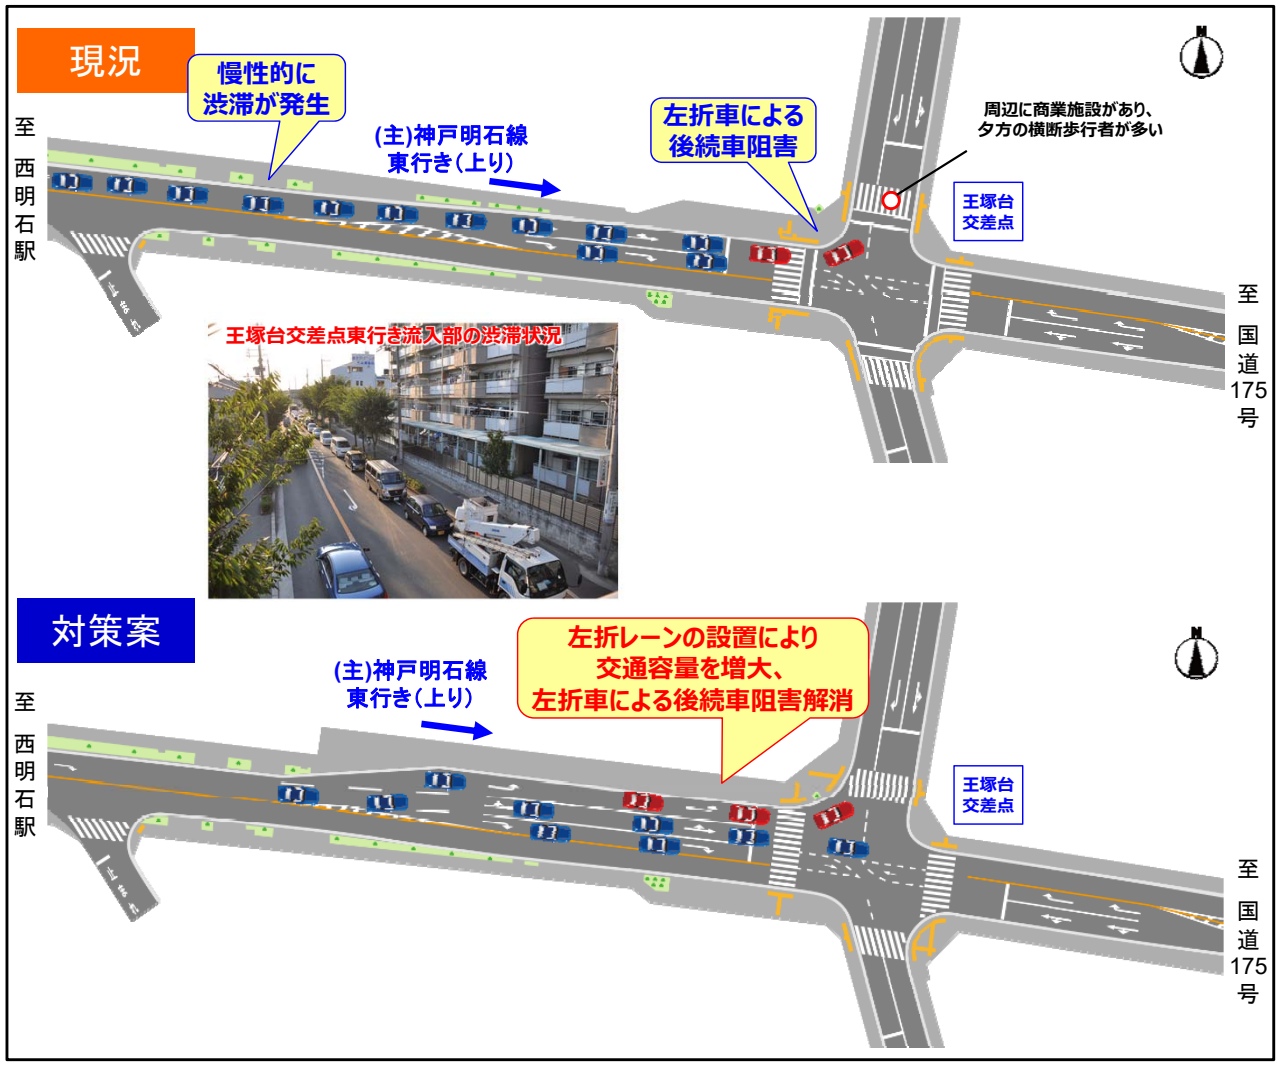 現況
慢性的に
渋滞が発生
(主)神戸明石線
東行き(上り)
左折車による
後続車阻害
周辺に商業施設があり、
夕方の横断歩行者が多い
N
王塚台
交差点
至 西明石駅
至 国道175号
王塚台交差点東行き流入部の渋滞状況
対策案
(主)神戸明石線
東行き(上り)
左折レーンの設置により
交通容量を増大、
左折車による後続車阻害解消
N
王塚台
交差点
至 西明石駅
至 国道175号